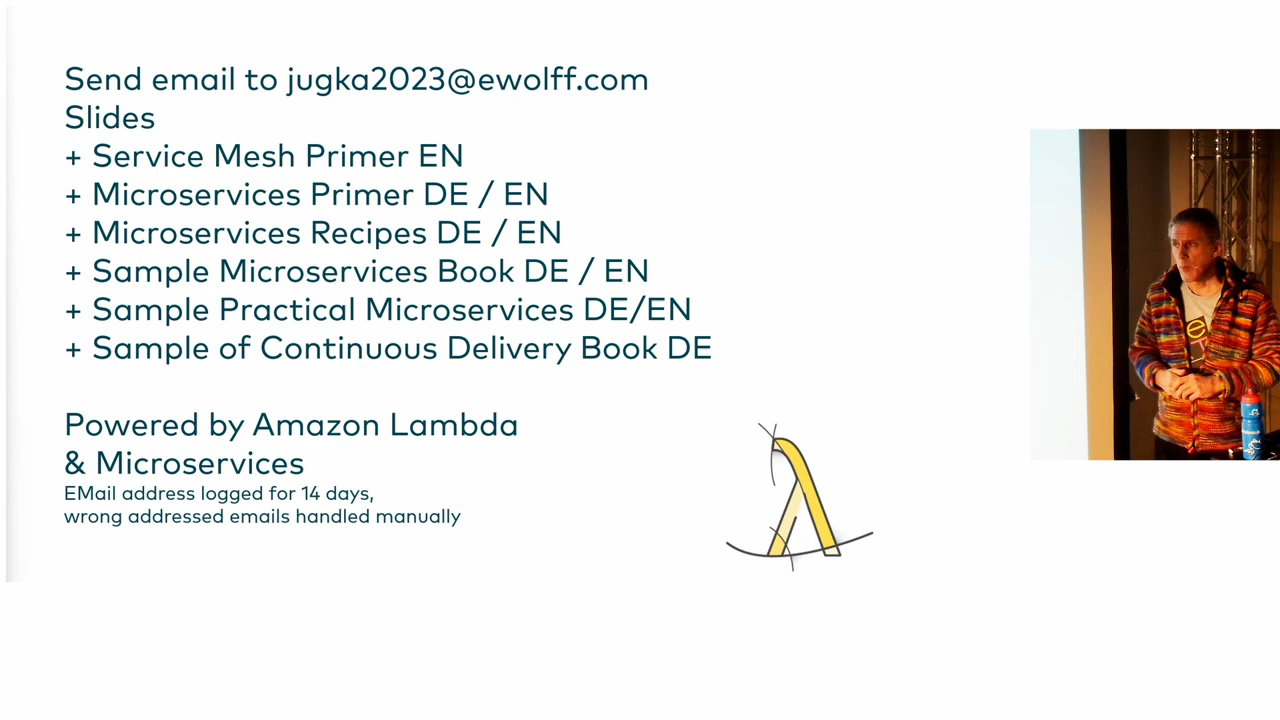 Send email to jugka2023@ewolff.com
Slides
+ Service Mesh Primer EN
+ Microservices Primer DE / EN
+ Microservices Recipes DE / EN
+ Sample Microservices Book DE / EN
+ Sample Practical Microservices DE/EN
+ Sample of Continuous Delivery Book DE
Powered by Amazon Lambda
& Microservices
EMail address logged for 14 days,
wrong addressed emails handled manually